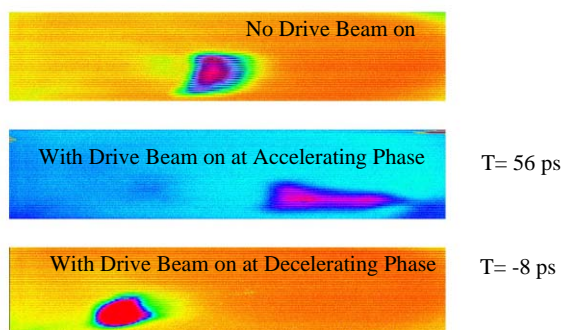 No Drive Beam on
With Drive Beam on at Accelerating Phase
T= 56 ps
With Drive Beam on at Decelerating Phase
T= -8 ps